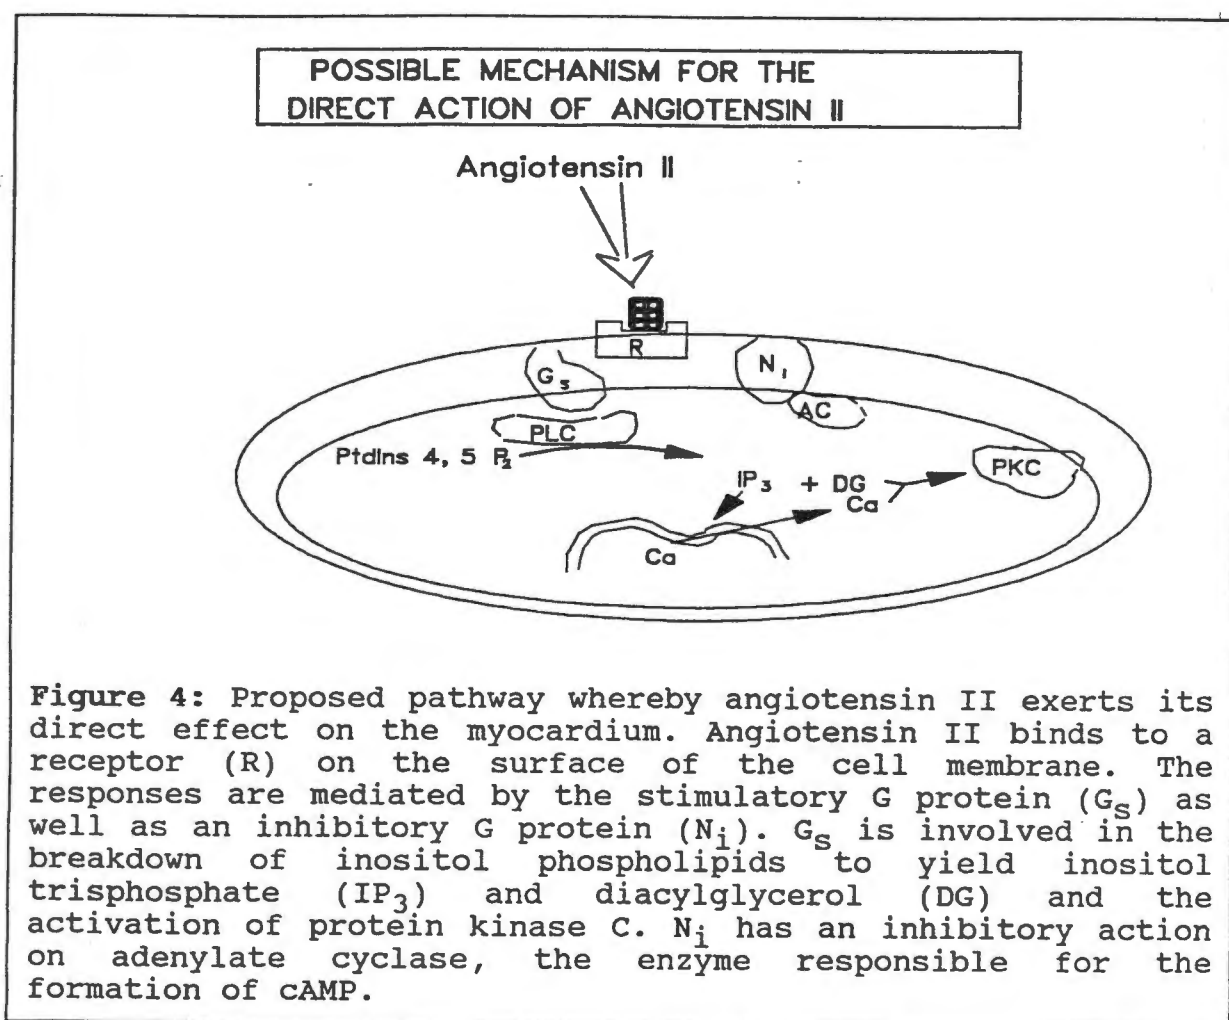 POSSIBLE MECHANISM FOR THE
DIRECT ACTION OF ANGIOTENSIN II
Angiotensin II
R
Gs
Ni
AC
PLC
PtdIns 4, 5 P2
IP3 + DG
Ca
PKC
Ca
Figure 4: Proposed pathway whereby angiotensin II exerts its
direct effect on the myocardium. Angiotensin II binds to a
receptor (R) on the surface of the cell membrane. The
responses are mediated by the stimulatory G protein (Gs) as
well as an inhibitory G protein (Ni). Gs is involved in the
breakdown of inositol phospholipids to yield inositol
trisphosphate (IP3) and diacylglycerol (DG) and the
activation of protein kinase C. Ni has an inhibitory action
on adenylate cyclase, the enzyme responsible for the
formation of cAMP.